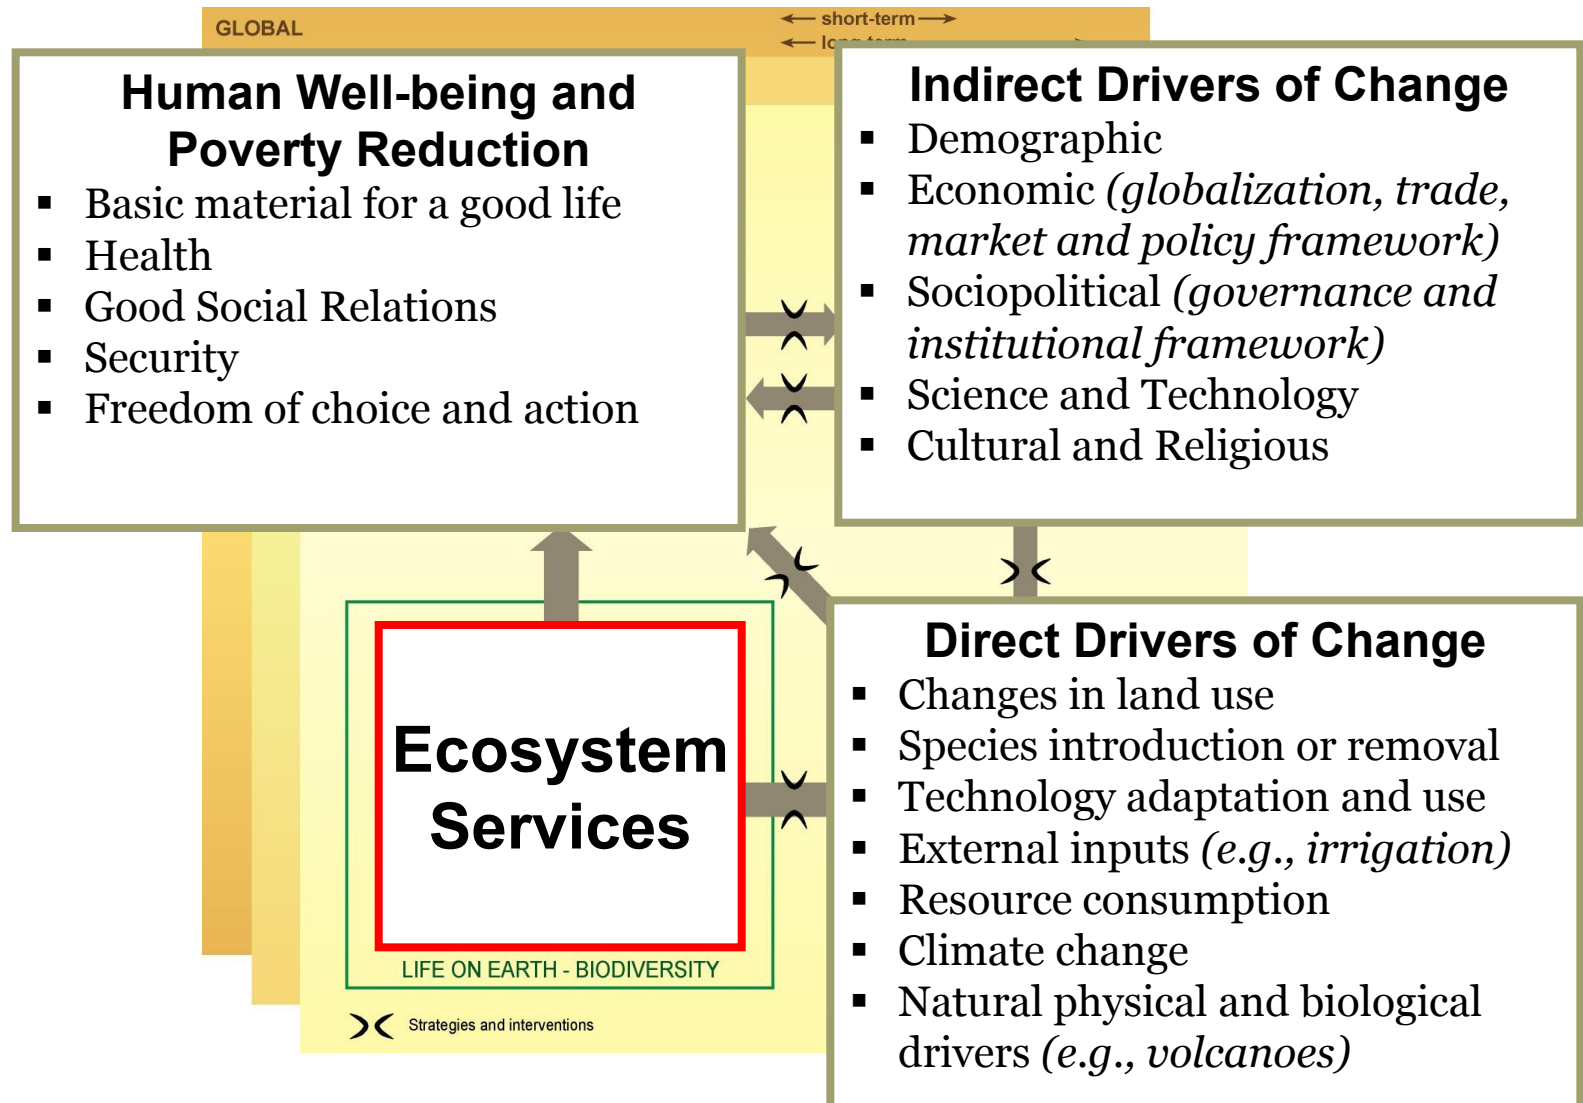 GLOBAL
short-term
Human Well-being and
Poverty Reduction
▪ Basic material for a good life
▪ Health
▪ Good Social Relations
▪ Security
▪ Freedom of choice and action
Indirect Drivers of Change
▪ Demographic
▪ Economic (globalization, trade,
market and policy framework)
▪ Sociopolitical (governance and
institutional framework)
▪ Science and Technology
▪ Cultural and Religious
Ecosystem
Services
LIFE ON EARTH - BIODIVERSITY
Strategies and interventions
Direct Drivers of Change
▪ Changes in land use
▪ Species introduction or removal
▪ Technology adaptation and use
▪ External inputs (e.g., irrigation)
▪ Resource consumption
▪ Climate change
▪ Natural physical and biological
drivers (e.g., volcanoes)